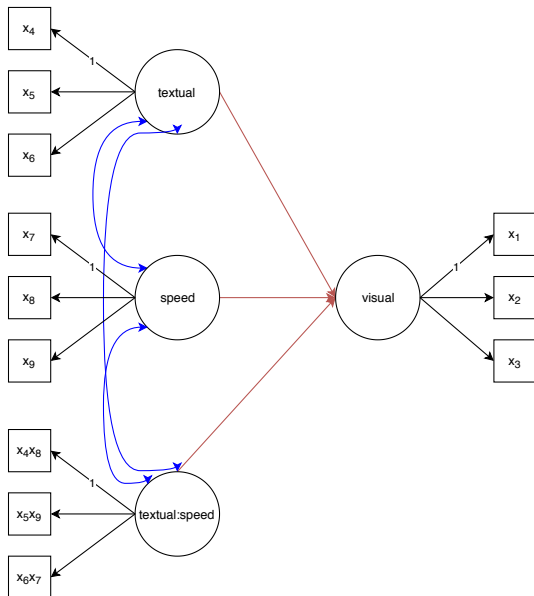 x₄
1
textual
x₅
x₆
x₇
1
x₁
1
x₈
speed
visual
x₂
x₉
x₃
x₄x₈
1
x₅x₉
textual:speed
x₆x₇